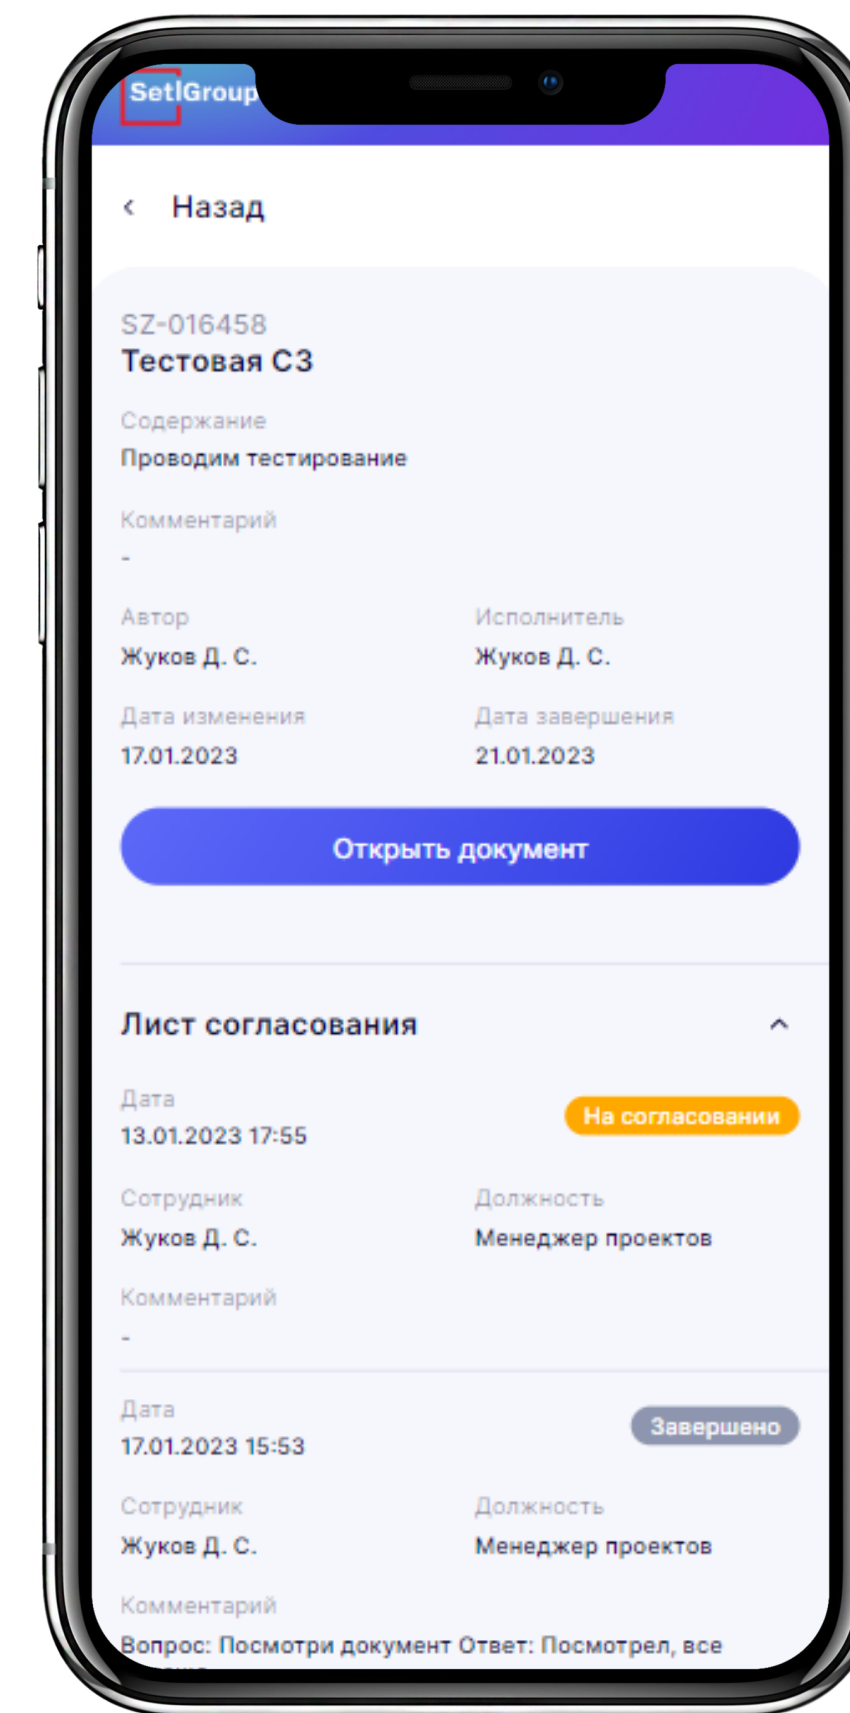 SetlGroup
Назад
SZ-016458
Тестовая СЗ
Содержание
Проводим тестирование
Комментарий
-
Автор Исполнитель
Жуков Д. С. Жуков Д. С.
Дата изменения Дата завершения
17.01.2023 21.01.2023
Открыть документ
Лист согласования
Дата
На согласовании
13.01.2023 17:55
Сотрудник Должность
Жуков Д. С. Менеджер проектов
Комментарий
-
Дата
Завершено
17.01.2023 15:53
Сотрудник Должность
Жуков Д. С. Менеджер проектов
Комментарий
Вопрос: Посмотри документ Ответ: Посмотрел, все